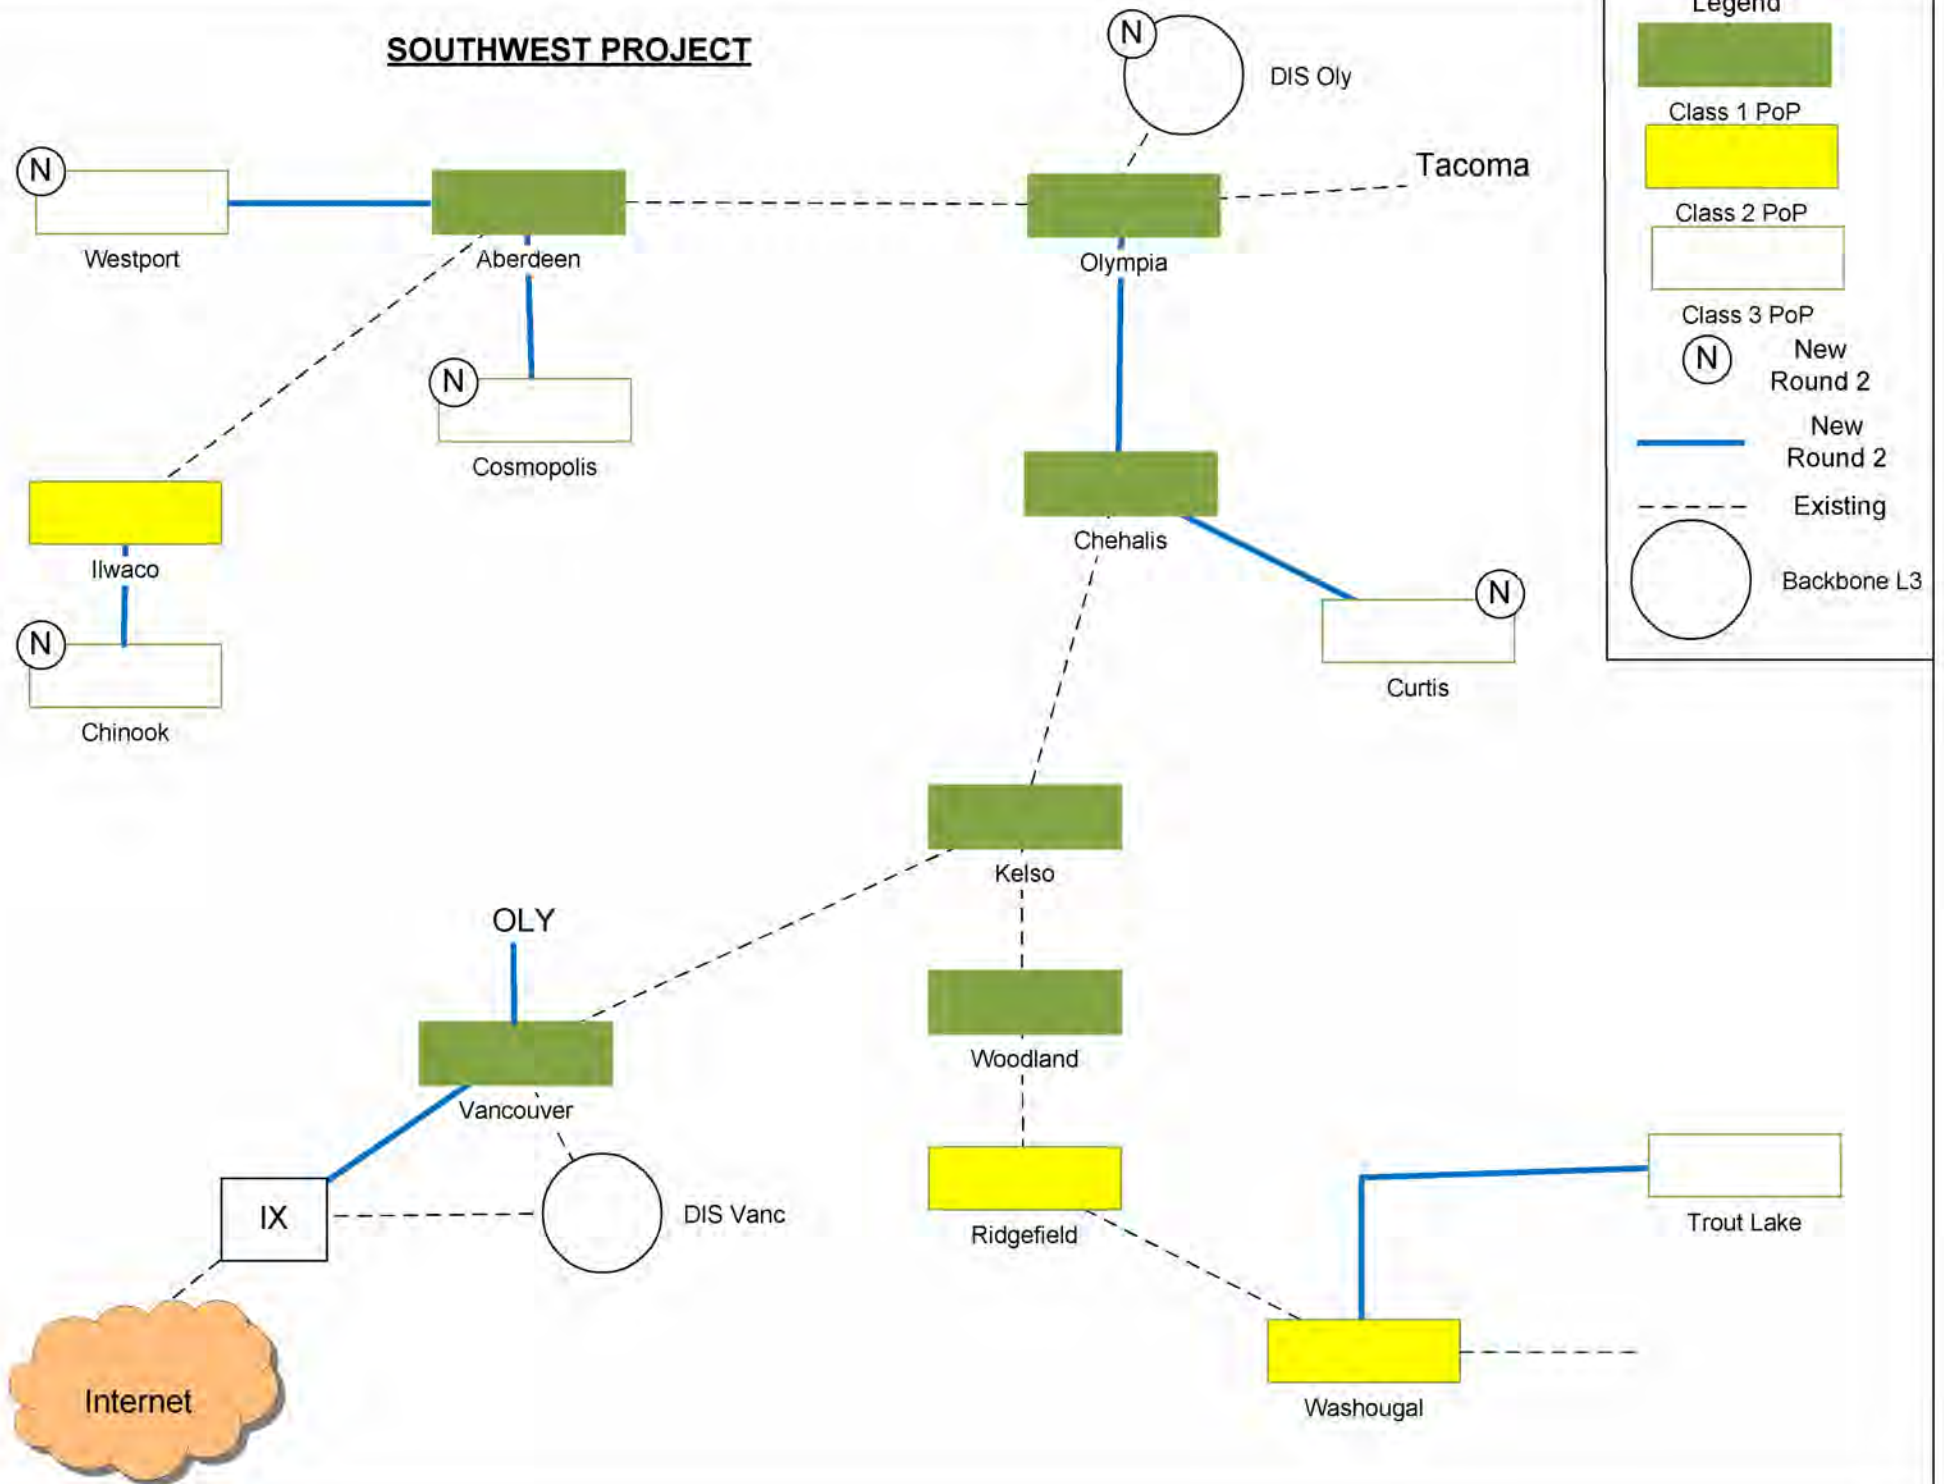 SOUTHWEST PROJECT
N
DIS Oly
Tacoma
N
Westport
Aberdeen
Olympia
N
Cosmopolis
Ilwaco
Chehalis
N
Chinook
N
Curtis
Kelso
OLY
Woodland
Vancouver
IX
DIS Vanc
Ridgefield
Trout Lake
Internet
Washougal
Legend
Class 1 PoP
Class 2 PoP
Class 3 PoP
N
New
Round 2
New
Round 2
Existing
Backbone L3